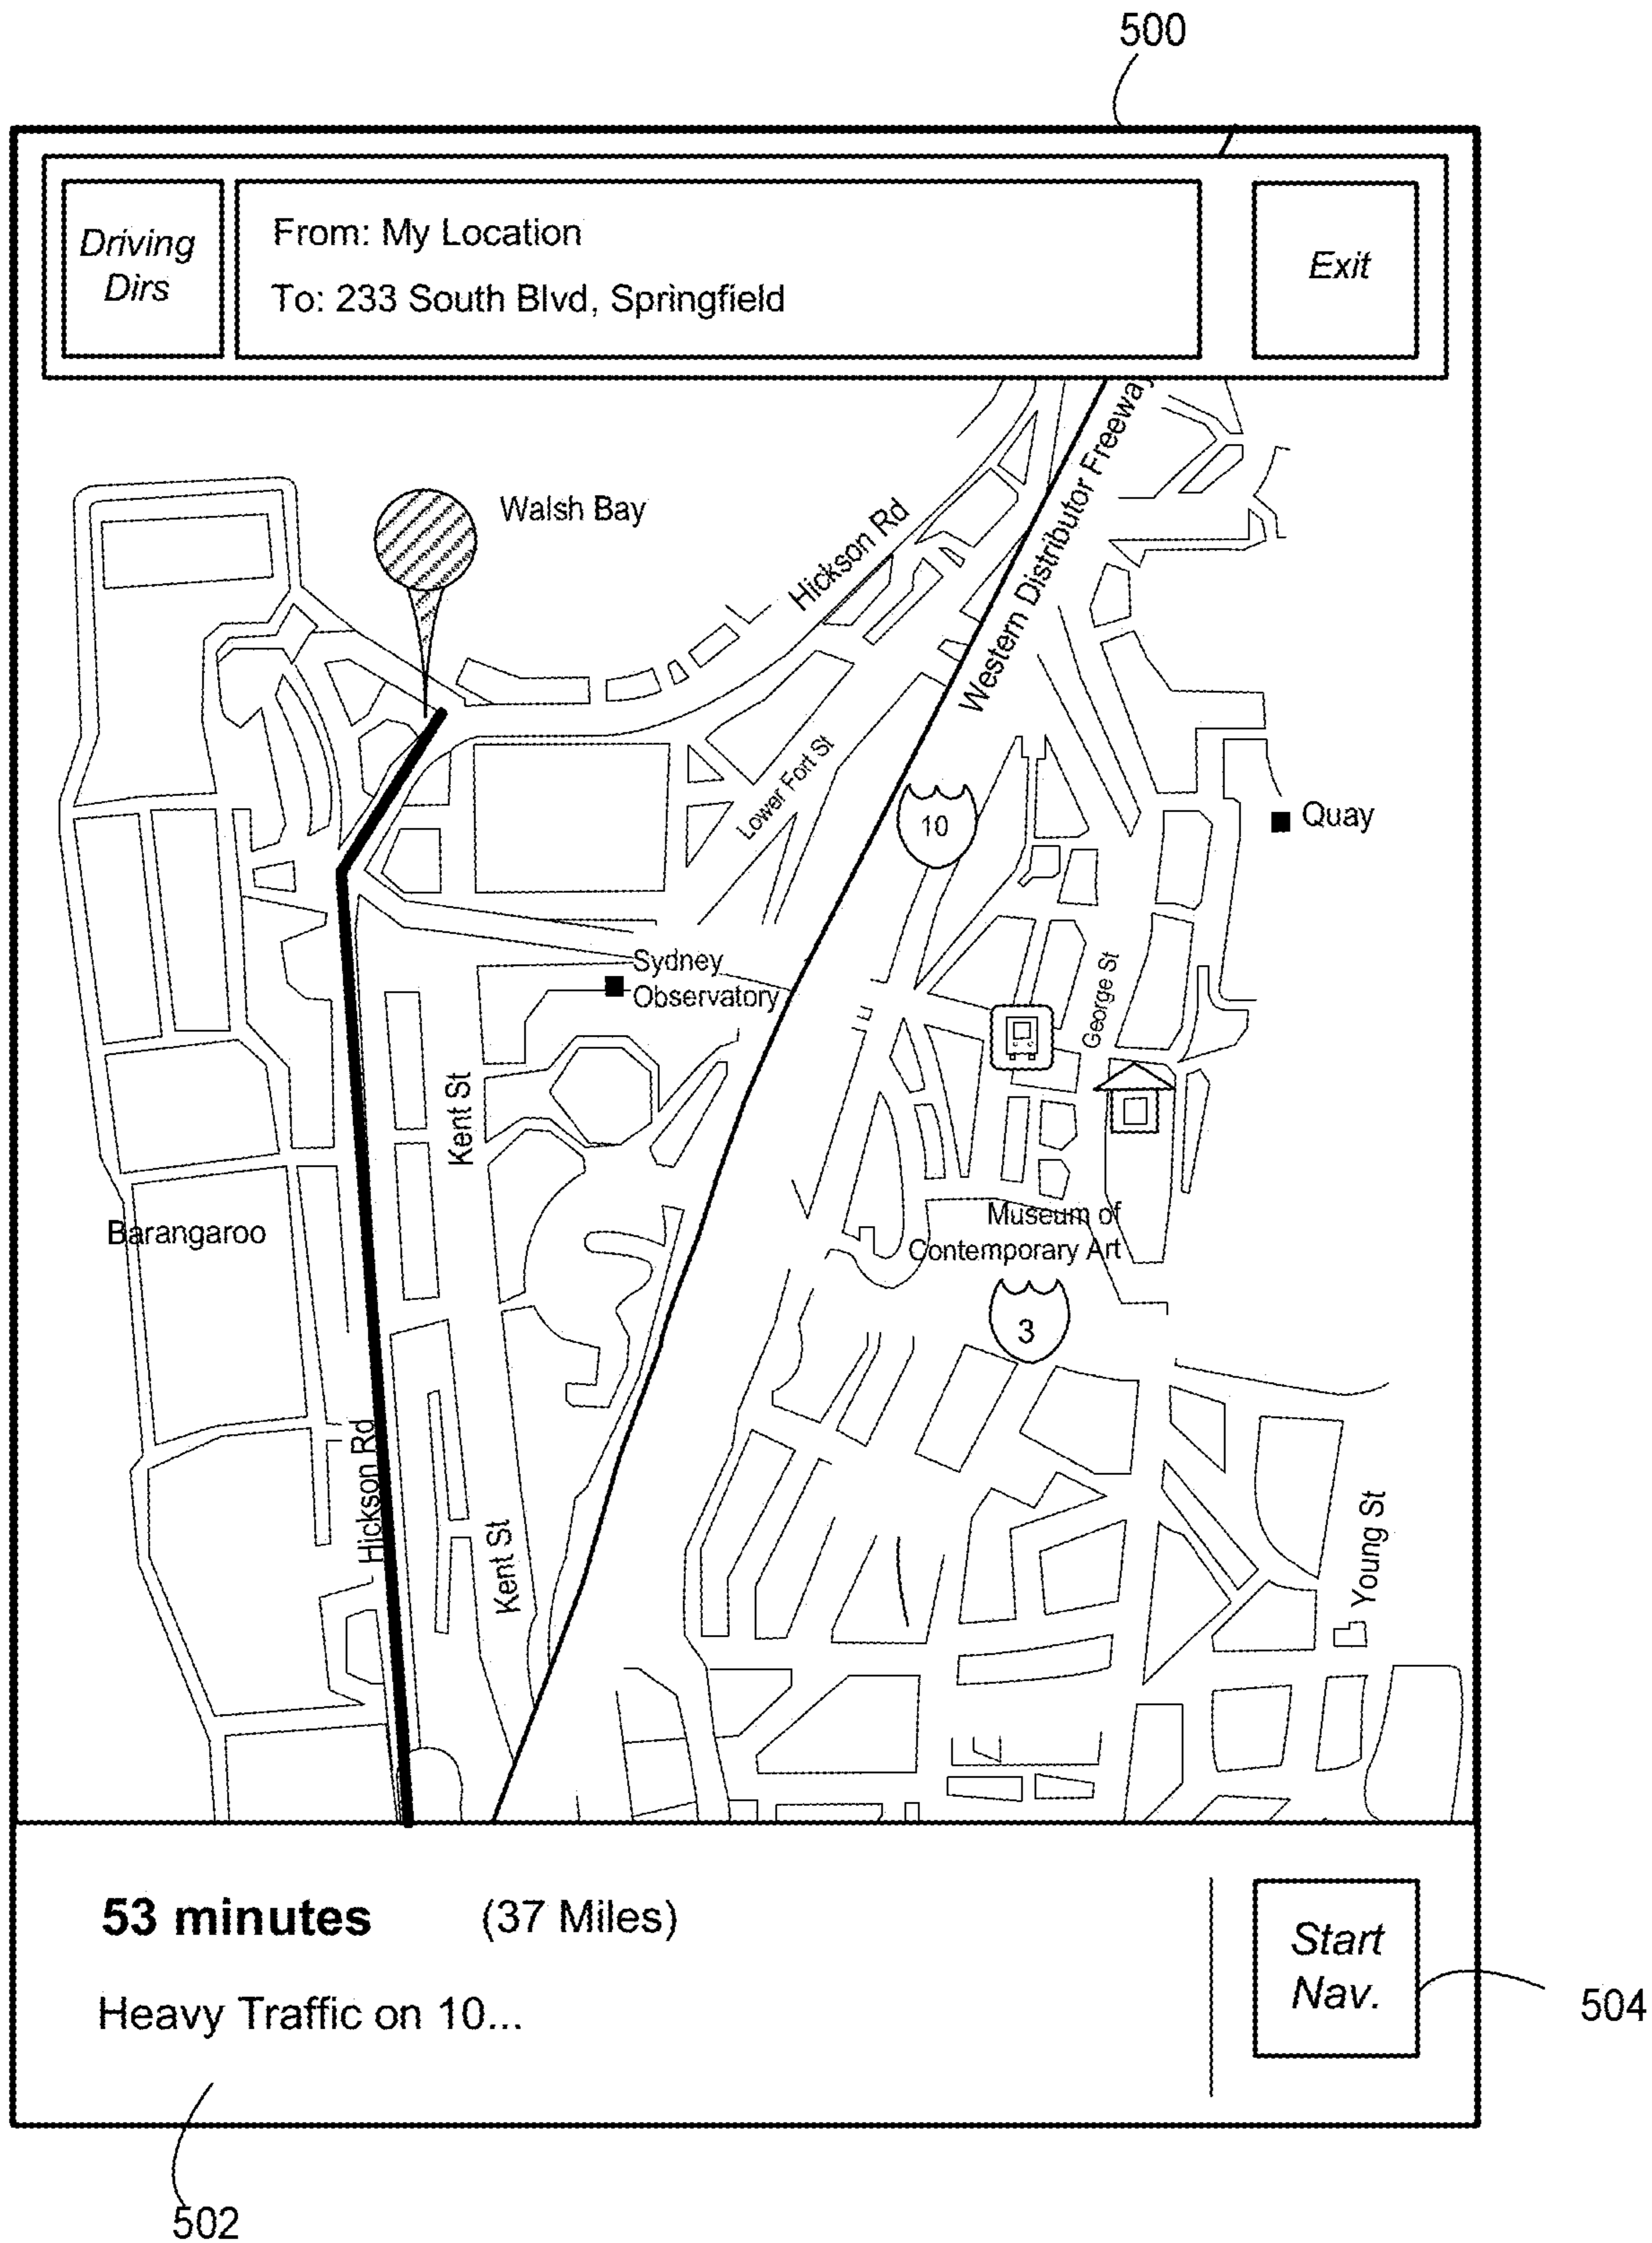 500
Driving
Dirs
From: My Location
To: 233 South Blvd, Springfield
Exit
Walsh Bay
Hickson Rd
Western Distributor Freeway
Lower Fort St
10
Quay
Sydney
Observatory
George St
Kent St
Museum of
Contemporary Art
Barangaroo
3
Hickson Rd
Kent St
Young St
53 minutes (37 Miles)
Heavy Traffic on 10...
Start
Nav.
504
502